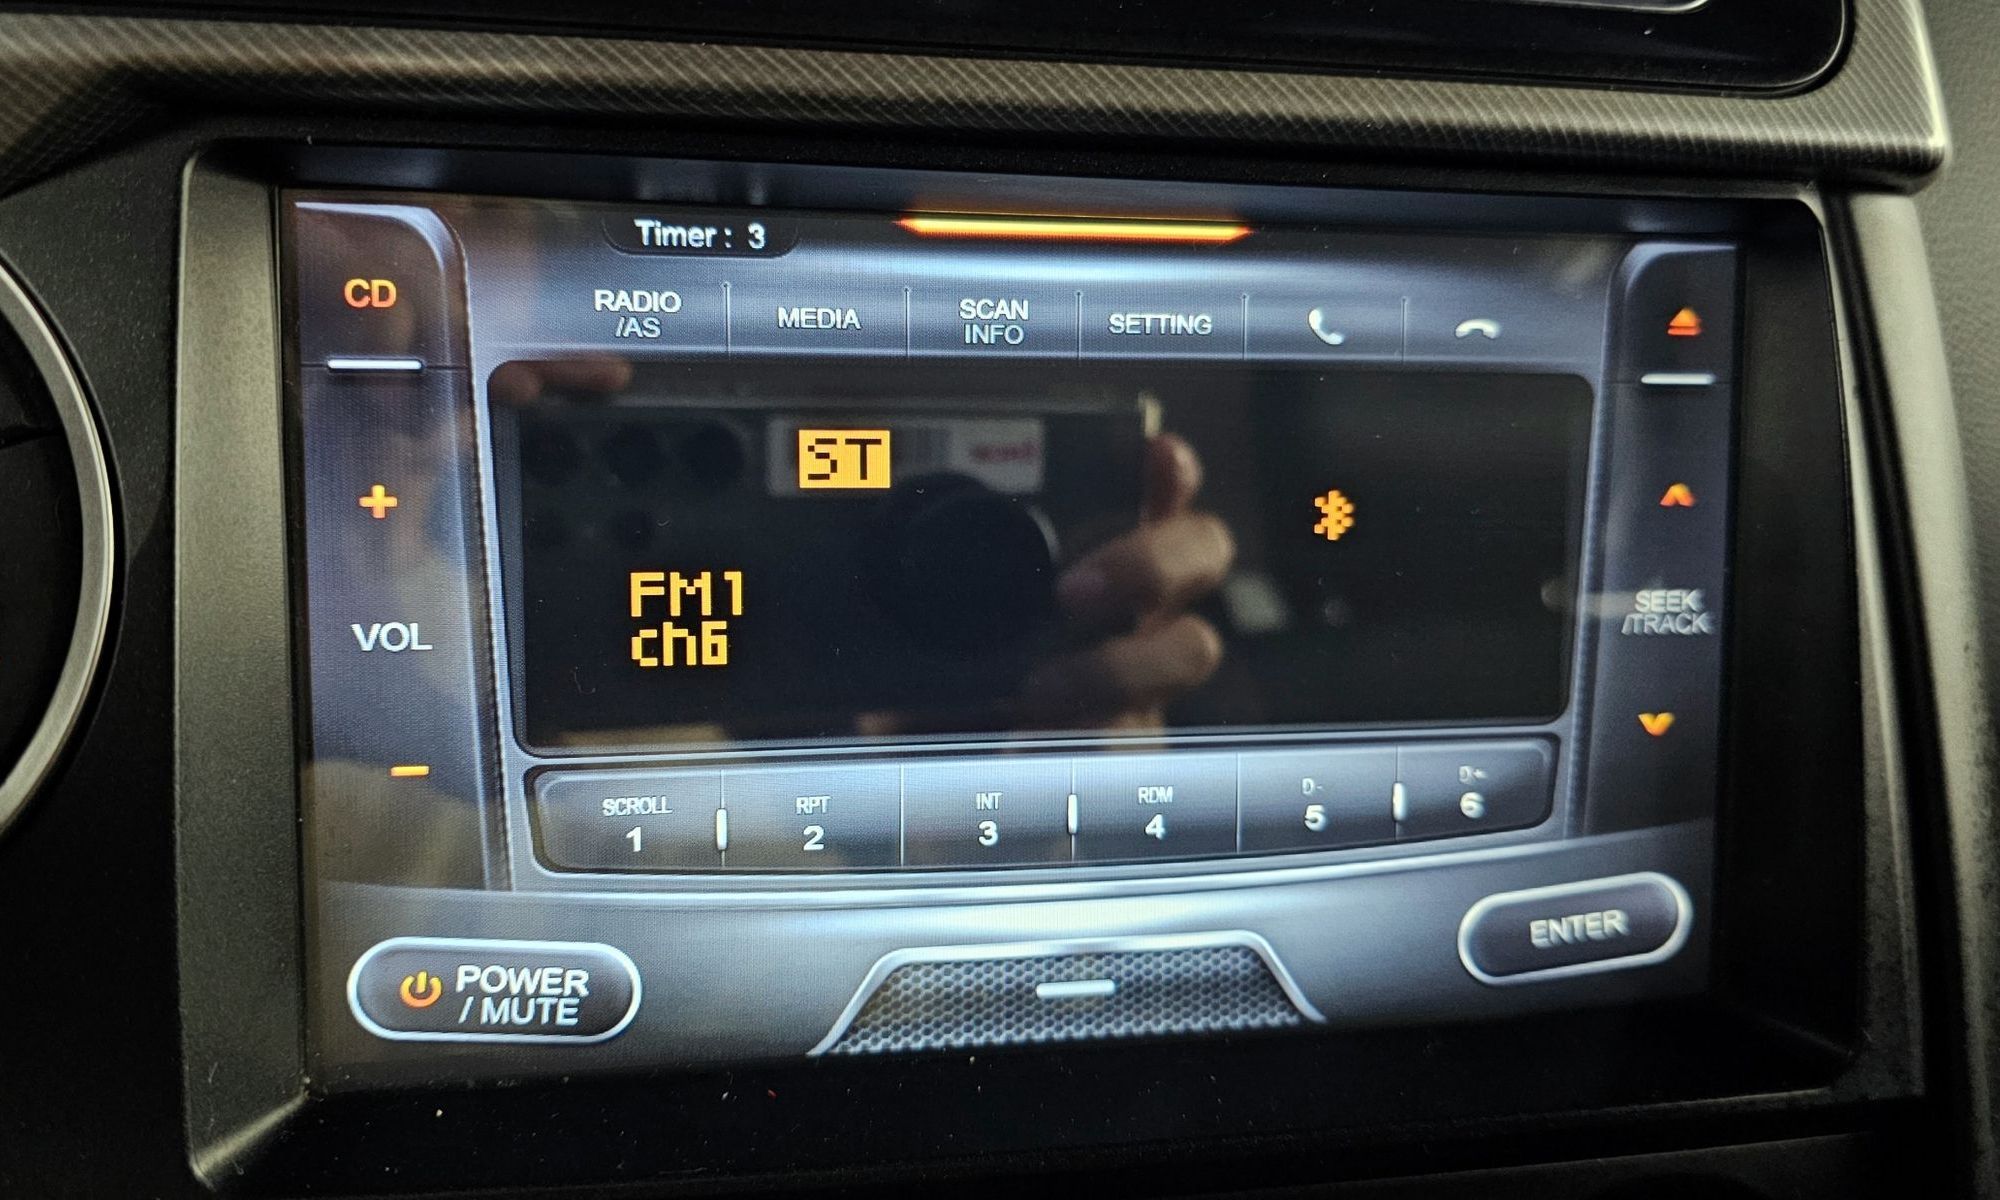 Timer : 3
CD
RADIO
/AS
MEDIA
SCAN
INFO
SETTING
ST
FM1
ch6
VOL
SEEK
/TRACK
SCROLL
1
RPT
2
INT
3
RDM
4
D-
5
D+
6
POWER
/ MUTE
ENTER